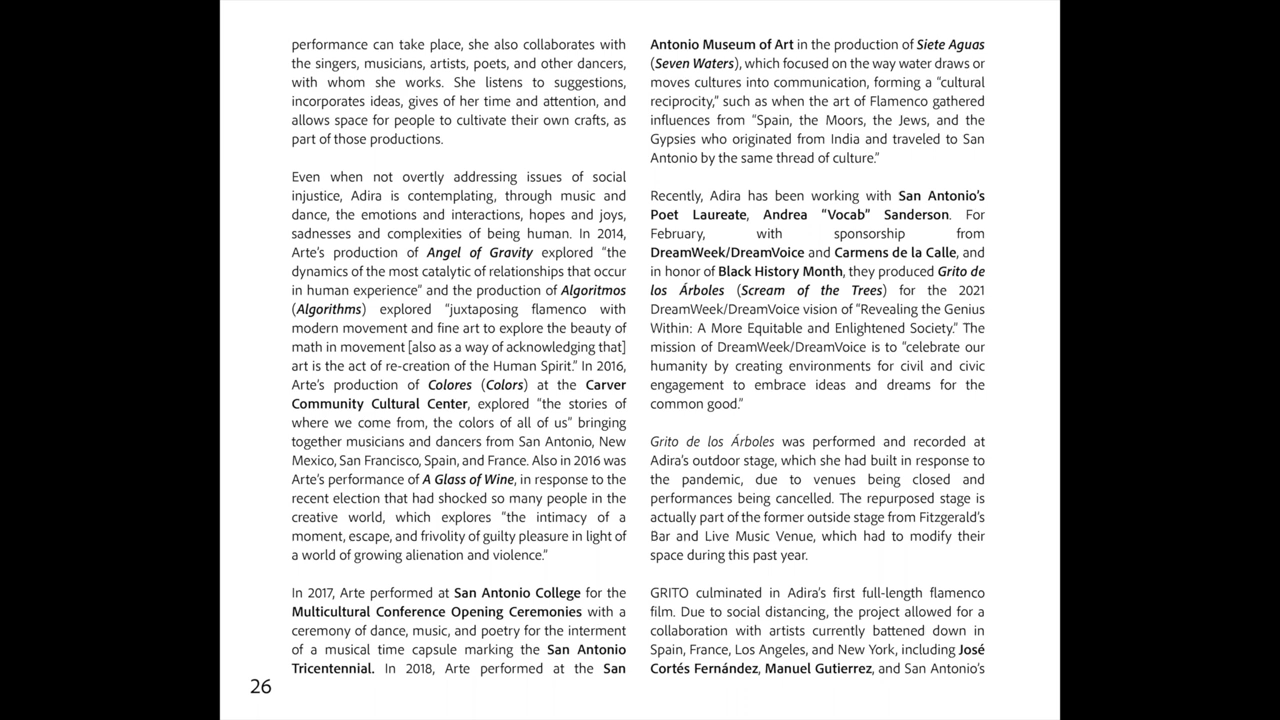 performance can take place, she also collaborates with
the singers, musicians, artists, poets, and other dancers,
with whom she works. She listens to suggestions,
incorporates ideas, gives of her time and attention, and
allows space for people to cultivate their own crafts, as
part of those productions.
Even when not overtly addressing issues of social
injustice, Adira is contemplating, through music and
dance, the emotions and interactions, hopes and joys,
sadnesses and complexities of being human. In 2014,
Arte’s production of Angel of Gravity explored “the
dynamics of the most catalytic of relationships that occur
in human experience” and the production of Algoritmos
(Algorithms) explored “juxtaposing flamenco with
modern movement and fine art to explore the beauty of
math in movement [also as a way of acknowledging that]
art is the act of re-creation of the Human Spirit.” In 2016,
Arte’s production of Colores (Colors) at the Carver
Community Cultural Center, explored “the stories of
where we come from, the colors of all of us” bringing
together musicians and dancers from San Antonio, New
Mexico, San Francisco, Spain, and France. Also in 2016 was
Arte’s performance of A Glass of Wine, in response to the
recent election that had shocked so many people in the
creative world, which explores “the intimacy of a
moment, escape, and frivolity of guilty pleasure in light of
a world of growing alienation and violence.”
In 2017, Arte performed at San Antonio College for the
Multicultural Conference Opening Ceremonies with a
ceremony of dance, music, and poetry for the interment
of a musical time capsule marking the San Antonio
Tricentennial. In 2018, Arte performed at the San
Antonio Museum of Art in the production of Siete Aguas
(Seven Waters), which focused on the way water draws or
moves cultures into communication, forming a “cultural
reciprocity,” such as when the art of Flamenco gathered
influences from “Spain, the Moors, the Jews, and the
Gypsies who originated from India and traveled to San
Antonio by the same thread of culture.”
Recently, Adira has been working with San Antonio’s
Poet Laureate, Andrea “Vocab” Sanderson. For
February, with sponsorship from
DreamWeek/DreamVoice and Carmens de la Calle, and
in honor of Black History Month, they produced Grito de
los Árboles (Scream of the Trees) for the 2021
DreamWeek/DreamVoice vision of “Revealing the Genius
Within: A More Equitable and Enlightened Society.” The
mission of DreamWeek/DreamVoice is to “celebrate our
humanity by creating environments for civil and civic
engagement to embrace ideas and dreams for the
common good.”
Grito de los Árboles was performed and recorded at
Adira’s outdoor stage, which she had built in response to
the pandemic, due to venues being closed and
performances being cancelled. The repurposed stage is
actually part of the former outside stage from Fitzgerald’s
Bar and Live Music Venue, which had to modify their
space during this past year.
GRITO culminated in Adira’s first full-length flamenco
film. Due to social distancing, the project allowed for a
collaboration with artists currently battened down in
Spain, France, Los Angeles, and New York, including José
Cortés Fernández, Manuel Gutierrez, and San Antonio’s
26